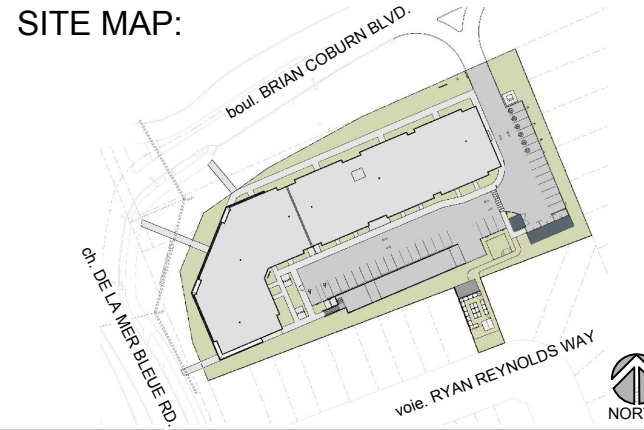 SITE MAP:
boul. BRIAN COBURN BLVD.
ch. DE LA MER BLEUE RD.
voie. RYAN REYNOLDS WAY
NORT